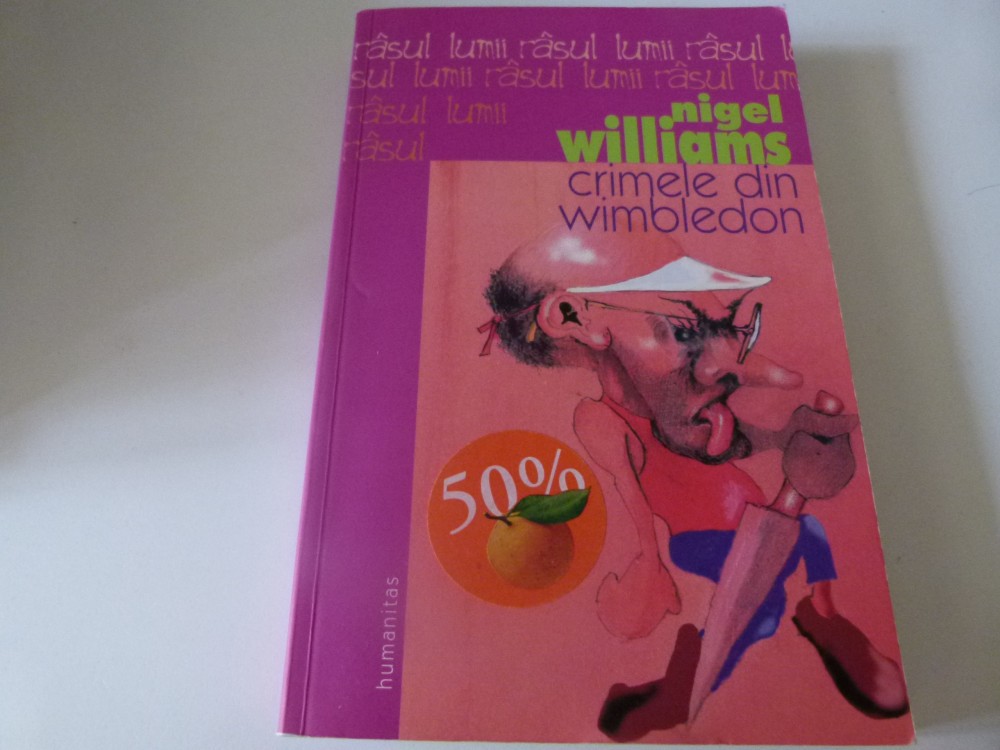 râsul lumii râsul lumii râsul lu
sul lumii râsul lumii râsul lum
râsul lumii
râsul
nigel
williams
crimele din
wimbledon
50%
humanitas